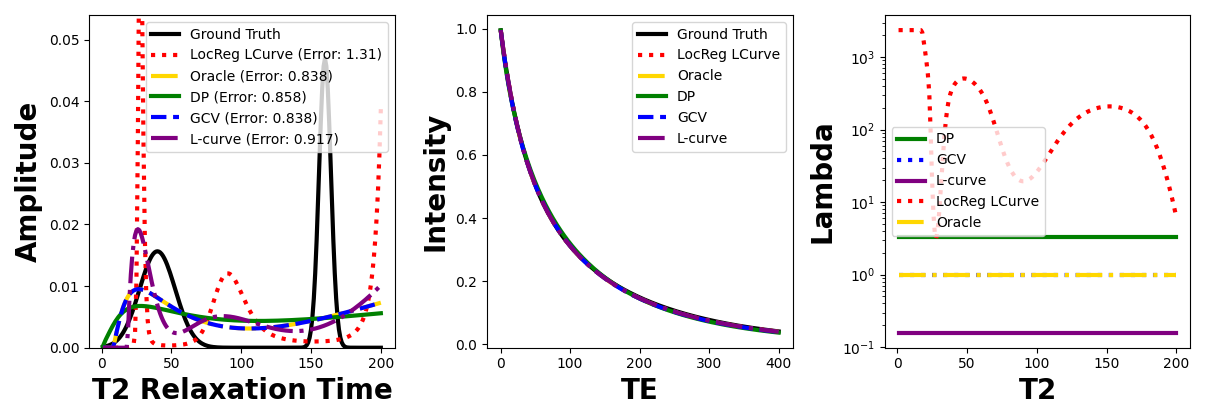 Amplitude
0.05
0.04
0.03
0.02
0.01
0.00
0 50 100 150 200
T2 Relaxation Time
Ground Truth
LocReg LCurve (Error: 1.31)
Oracle (Error: 0.838)
DP (Error: 0.858)
GCV (Error: 0.838)
L-curve (Error: 0.917)
Intensity
1.0
0.8
0.6
0.4
0.2
0.0
0 100 200 300 400
TE
Ground Truth
LocReg LCurve
Oracle
DP
GCV
L-curve
Lambda
10³
10²
10¹
10⁰
10⁻¹
0 50 100 150 200
T2
DP
GCV
L-curve
LocReg LCurve
Oracle